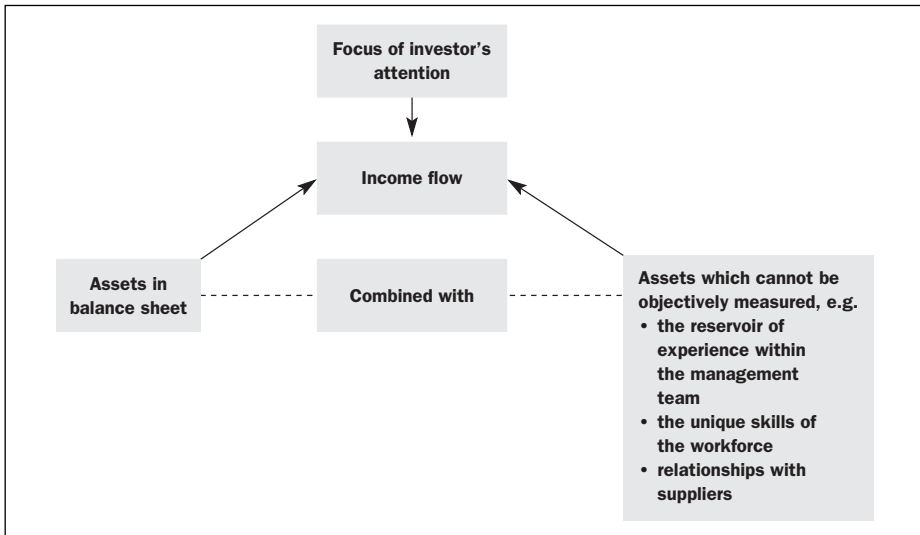 Focus of investor's
attention
Income flow
Assets in
balance sheet
Combined with
Assets which cannot be
objectively measured, e.g.
• the reservoir of
experience within
the management
team
• the unique skills of
the workforce
• relationships with
suppliers